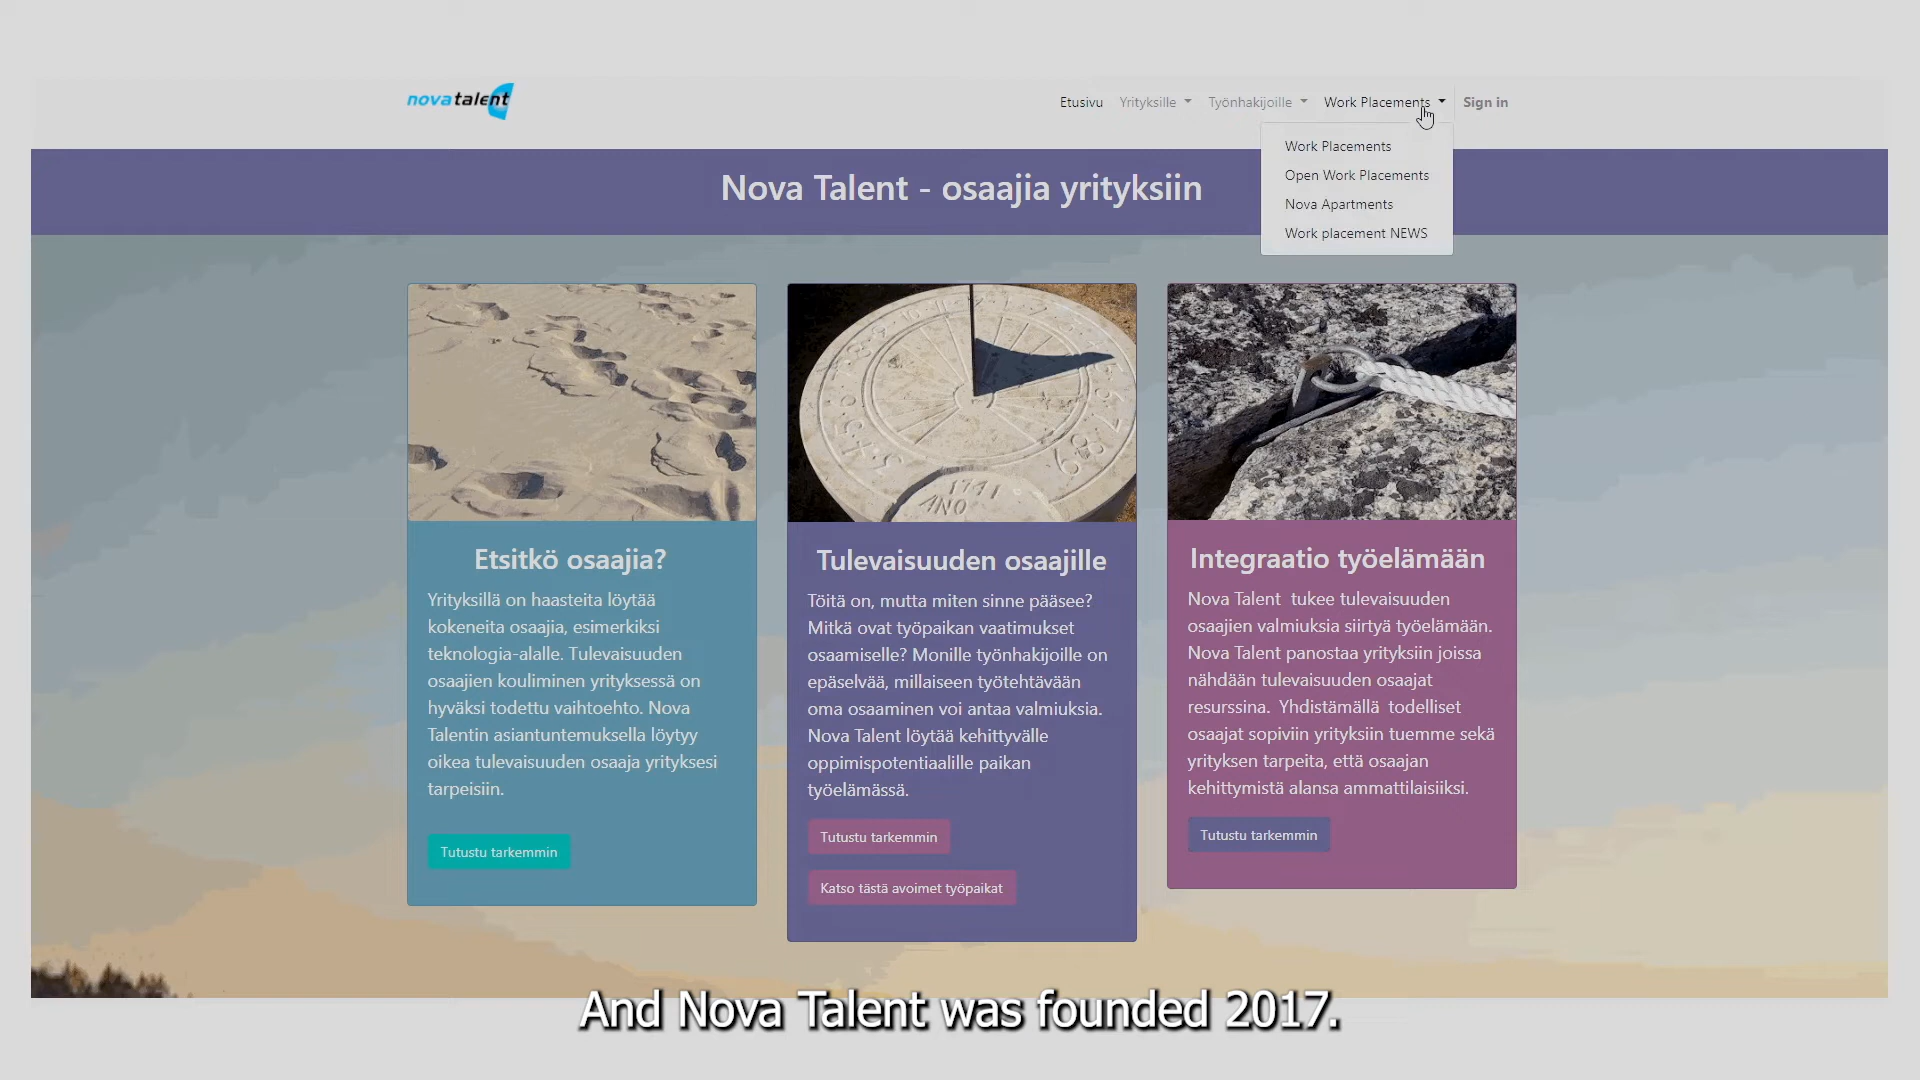 novatalent
Etusivu Yrityksille Työnhakijoille Work Placements Sign in
Work Placements
Open Work Placements
Nova Apartments
Work placement NEWS
Nova Talent - osaajia yrityksiin
1741
ANO
Etsitkö osaajia?
Yrityksillä on haasteita löytää
kokeneita osaajia, esimerkiksi
teknologia-alalle. Tulevaisuuden
osaajien kouliminen yrityksessä on
hyväksi todettu vaihtoehto. Nova
Talentin asiantuntemuksella löytyy
oikea tulevaisuuden osaaja yrityksesi
tarpeisiin.
Tutustu tarkemmin
Tulevaisuuden osaajille
Töitä on, mutta miten sinne pääsee?
Mitkä ovat työpaikan vaatimukset
osaamiselle? Monille työnhakijoille on
epäselvää, millaiseen työtehtävään
oma osaaminen voi antaa valmiuksia.
Nova Talent löytää kehittyvälle
oppimispotentiaalille paikan
työelämässä.
Tutustu tarkemmin
Katso tästä avoimet työpaikat
Integraatio työelämään
Nova Talent tukee tulevaisuuden
osaajien valmiuksia siirtyä työelämään.
Nova Talent panostaa yrityksiin joissa
nähdään tulevaisuuden osaajat
resurssina. Yhdistämällä todelliset
osaajat sopiviin yrityksiin tuemme sekä
yrityksen tarpeita, että osaajan
kehittymistä alansa ammattilaisiksi.
Tutustu tarkemmin
And Nova Talent was founded 2017.